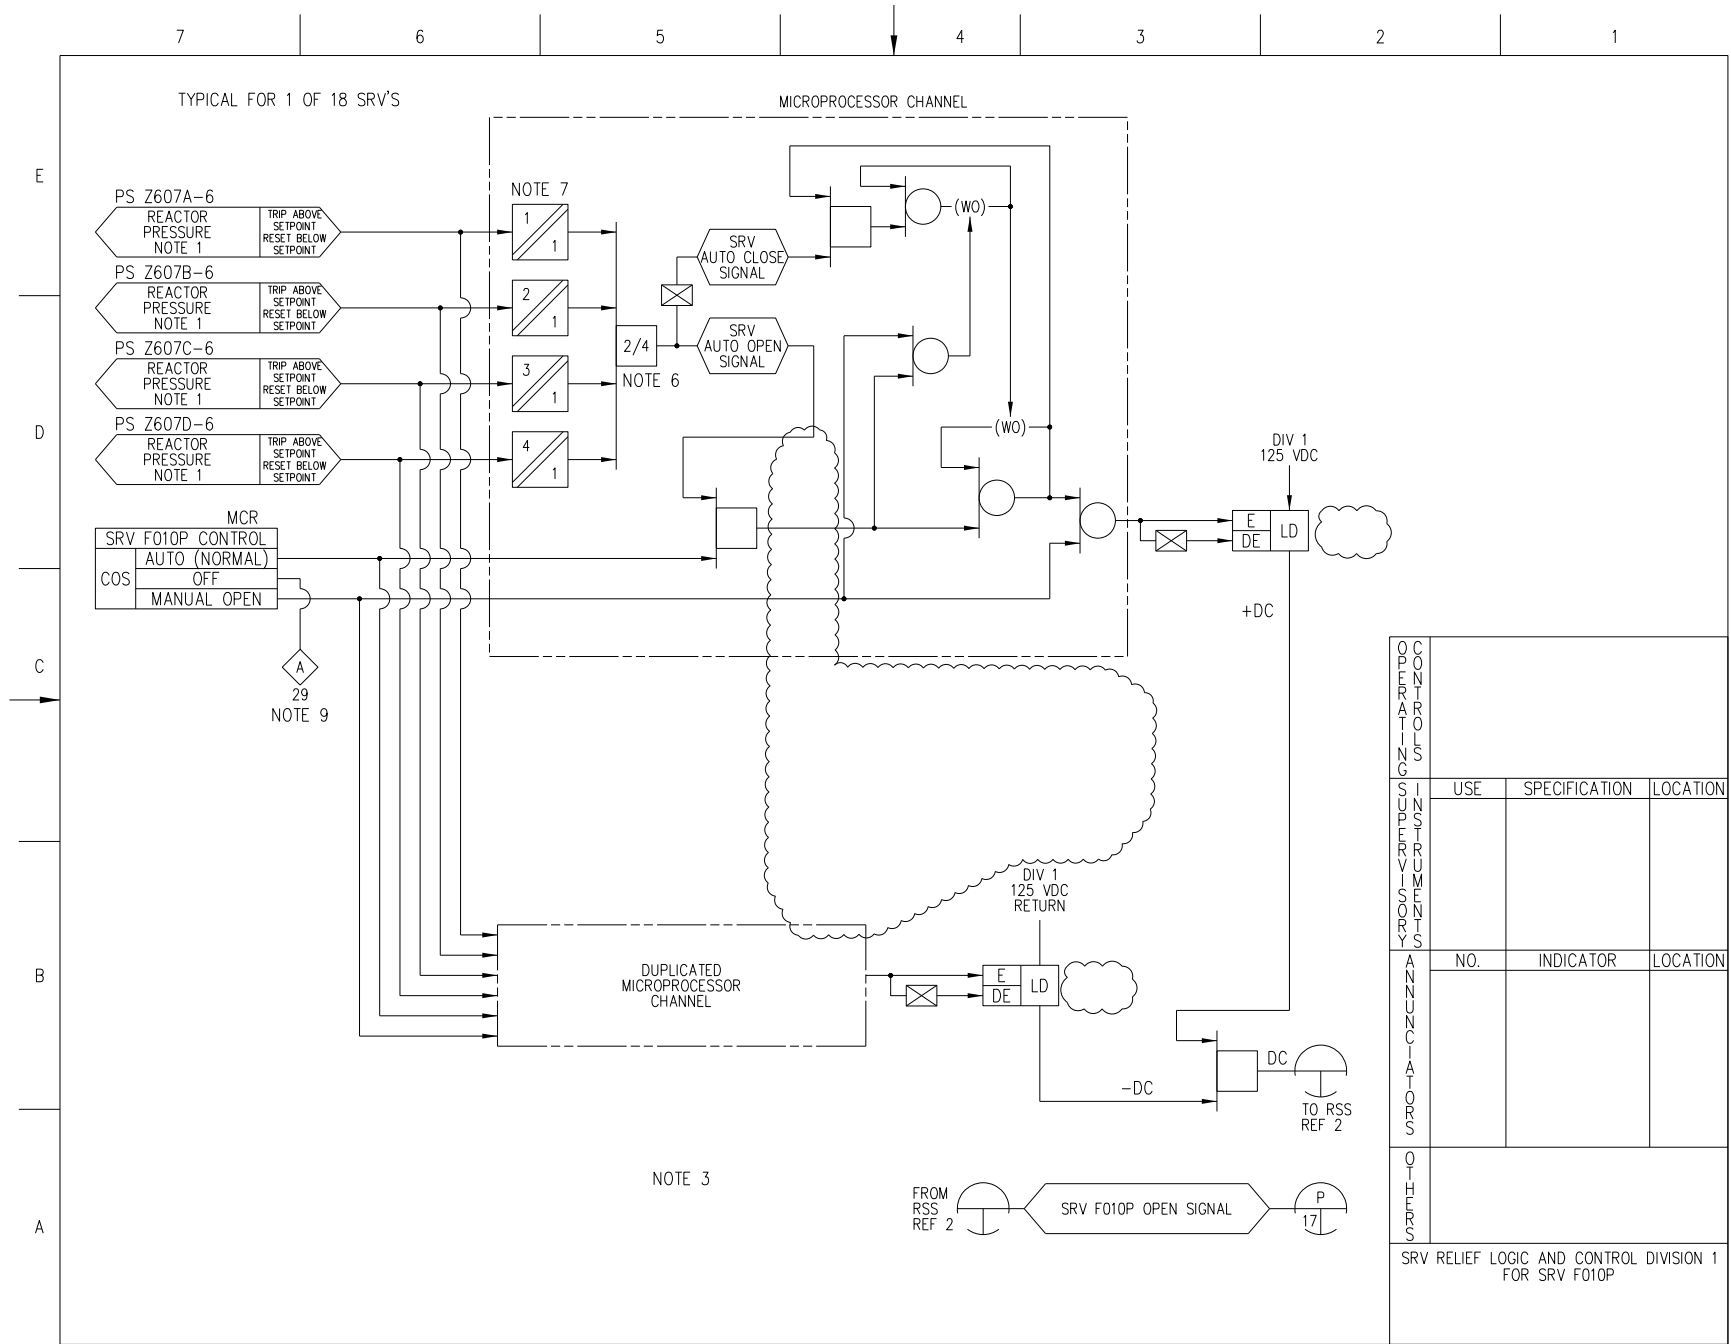 7 6 5 4 3 2 1
E
D
C
B
A
TYPICAL FOR 1 OF 18 SRV'S
MICROPROCESSOR CHANNEL
PS Z607A-6
REACTOR
PRESSURE
NOTE 1
TRIP ABOVE
SETPOINT
RESET BELOW
SETPOINT
PS Z607B-6
REACTOR
PRESSURE
NOTE 1
TRIP ABOVE
SETPOINT
RESET BELOW
SETPOINT
PS Z607C-6
REACTOR
PRESSURE
NOTE 1
TRIP ABOVE
SETPOINT
RESET BELOW
SETPOINT
PS Z607D-6
REACTOR
PRESSURE
NOTE 1
TRIP ABOVE
SETPOINT
RESET BELOW
SETPOINT
MCR
SRV F010P CONTROL
COS
AUTO (NORMAL)
OFF
MANUAL OPEN
A
29
NOTE 9
NOTE 7
1
1
2
1
3
1
4
1
2/4
NOTE 6
SRV
AUTO CLOSE
SIGNAL
SRV
AUTO OPEN
SIGNAL
(WO)
(WO)
DIV 1
125 VDC
E
DE
LD
+DC
DUPLICATED
MICROPROCESSOR
CHANNEL
DIV 1
125 VDC
RETURN
E
DE
LD
-DC
DC
TO RSS
REF 2
NOTE 3
FROM
RSS
REF 2
SRV F010P OPEN SIGNAL
P
17
OPERATING
CONTROLS
SUPERVISORY
INSTRUMENTS
USE SPECIFICATION LOCATION
ANNUNCIATORS
NO. INDICATOR LOCATION
OTHERS
SRV RELIEF LOGIC AND CONTROL DIVISION 1
FOR SRV F010P